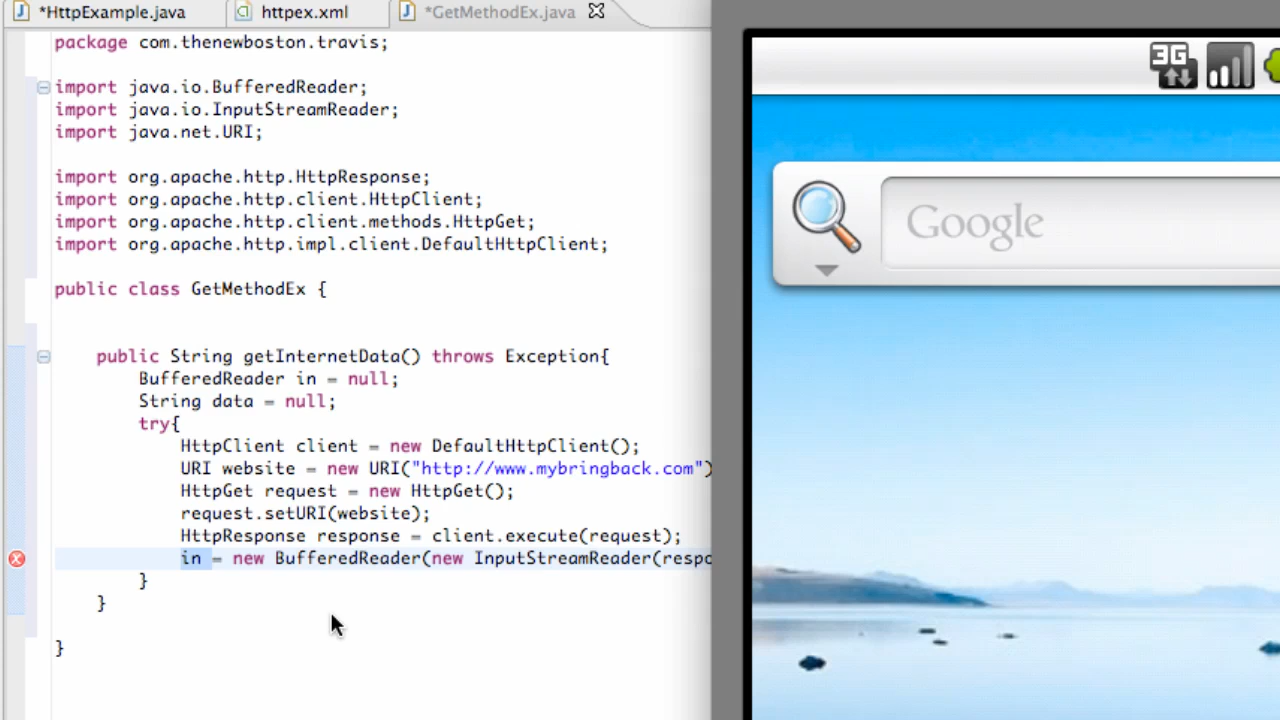 *HttpExample.java httpex.xml *GetMethodEx.java
package com.thenewboston.travis;
import java.io.BufferedReader;
import java.io.InputStreamReader;
import java.net.URI;
import org.apache.http.HttpResponse;
import org.apache.http.client.HttpClient;
import org.apache.http.client.methods.HttpGet;
import org.apache.http.impl.client.DefaultHttpClient;
public class GetMethodEx {
public String getInternetData() throws Exception{
BufferedReader in = null;
String data = null;
try{
HttpClient client = new DefaultHttpClient();
URI website = new URI("http://www.mybringback.com")
HttpGet request = new HttpGet();
request.setURI(website);
HttpResponse response = client.execute(request);
in = new BufferedReader(new InputStreamReader(respo
}
}
}
3G
Google